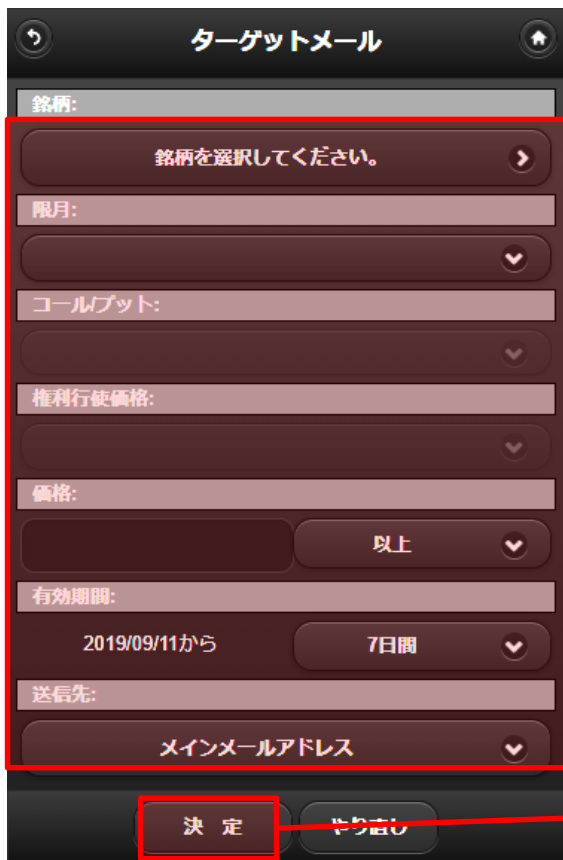 ターゲットメール
銘柄:
銘柄を選択してください。
限月:
コール/プット:
権利行使価格:
価格:
以上
有効期間:
2019/09/11から 7日間
送信先:
メインメールアドレス
決 定 やり直し